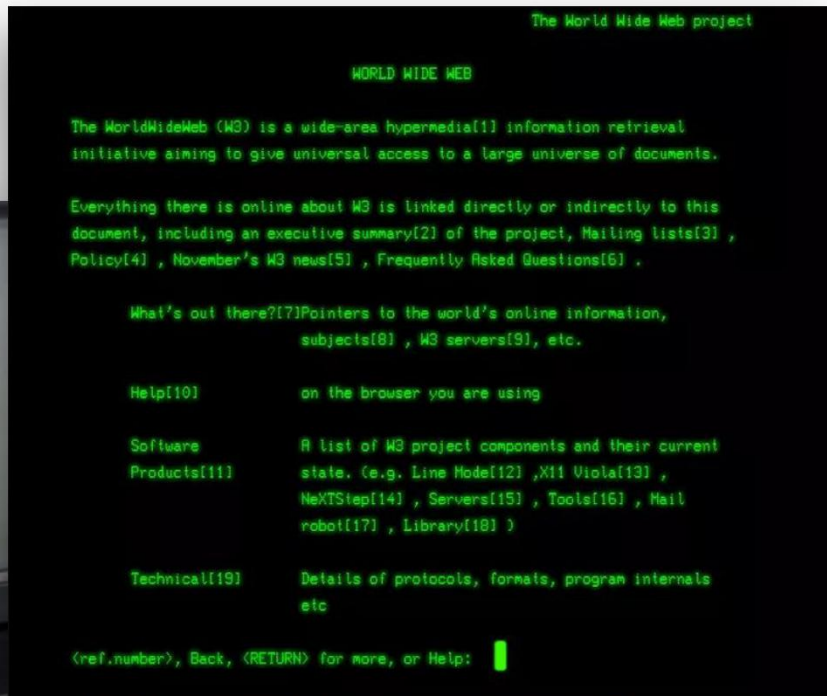 The World Wide Web project
WORLD WIDE WEB
The WorldWideWeb (W3) is a wide-area hypermedia[1] information retrieval
initiative aiming to give universal access to a large universe of documents.
Everything there is online about W3 is linked directly or indirectly to this
document, including an executive summary[2] of the project, Mailing lists[3] ,
Policy[4] , November's W3 news[5] , Frequently Asked Questions[6] .
What's out there?[7]Pointers to the world's online information,
subjects[8] , W3 servers[9], etc.
Help[10] on the browser you are using
Software A list of W3 project components and their current
Products[11] state. (e.g. Line Mode[12] ,X11 Viola[13] ,
NeXTStep[14] , Servers[15] , Tools[16] , Mail
robot[17] , Library[18] )
Technical[19] Details of protocols, formats, program internals
etc
<ref.number>, Back, <RETURN> for more, or Help: